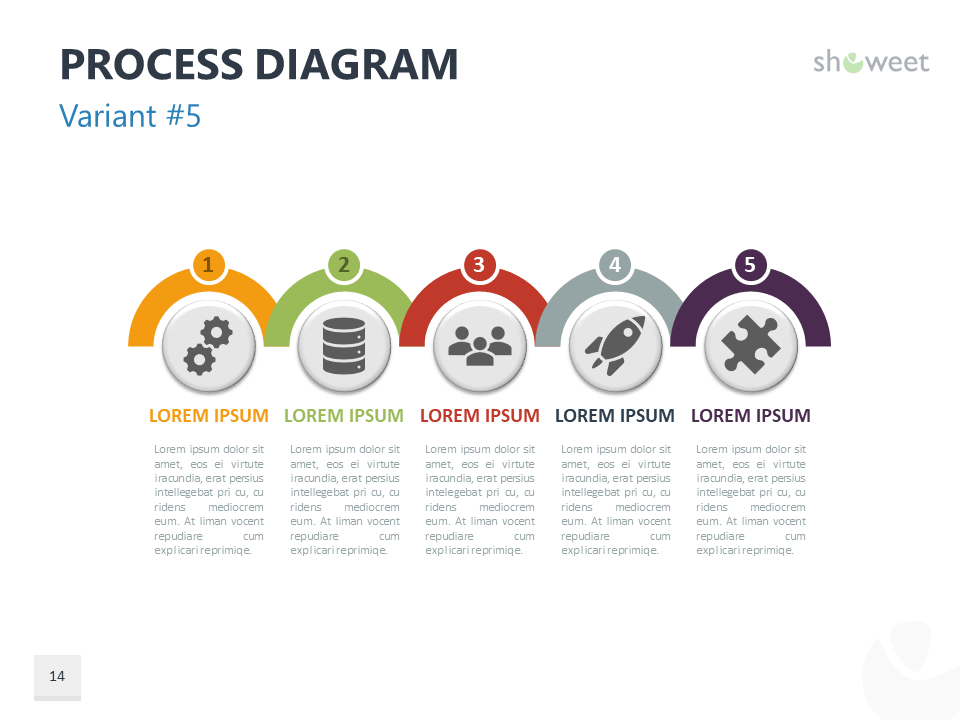 PROCESS DIAGRAM
showeet
Variant #5
1
2
3
4
5
LOREM IPSUM
LOREM IPSUM
LOREM IPSUM
LOREM IPSUM
LOREM IPSUM
Lorem ipsum dolor sit
amet, eos ei virtute
iracundia, erat persius
intellegebat pri cu, cu
ridens mediocrem
eum. At liman vocent
repudiare cum
explicari reprimique.
Lorem ipsum dolor sit
amet, eos ei virtute
iracundia, erat persius
intellegebat pri cu, cu
ridens mediocrem
eum. At liman vocent
repudiare cum
explicari reprimique.
Lorem ipsum dolor sit
amet, eos ei virtute
iracundia, erat persius
intelegebat pri cu, cu
ridens mediocrem
eum. At liman vocent
repudiare cum
explicari reprimique.
Lorem ipsum dolor sit
amet, eos ei virtute
iracundia, erat persius
intellegebat pri cu, cu
ridens mediocrem
eum. At liman vocent
repudiare cum
explicari reprimique.
Lorem ipsum dolor sit
amet, eos ei virtute
iracundia, erat persius
intellegebat pri cu, cu
ridens mediocrem
eum. At liman vocent
repudiare cum
explicari reprimique.
14